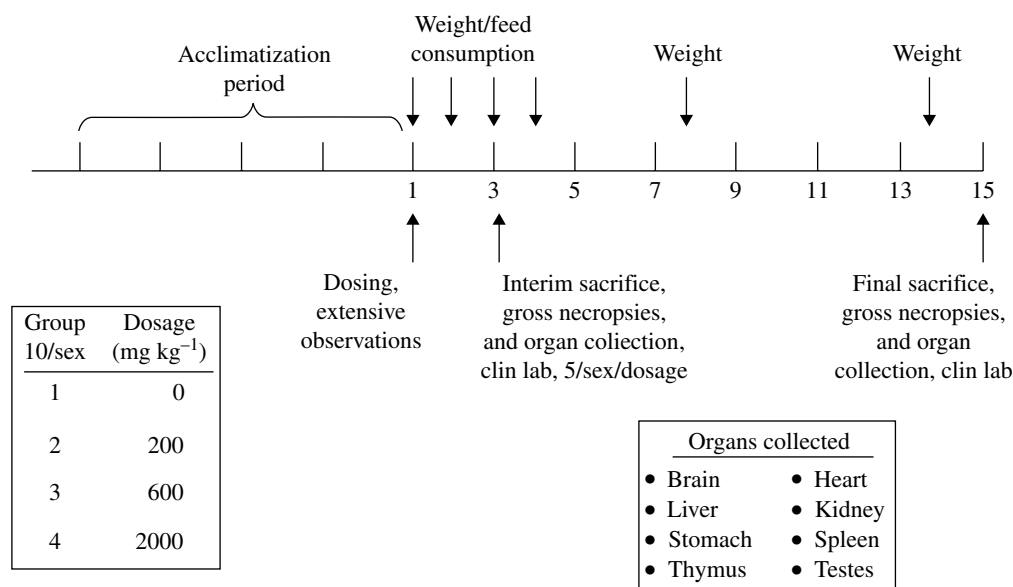 Weight/feed
consumption
Weight
Weight
Acclimatization
period
1 3 5 7 9 11 13 15
Dosing,
extensive
observations
Interim sacrifice,
gross necropsies,
and organ coliection,
clin lab, 5/sex/dosage
Final sacrifice,
gross necropsies,
and organ
collection, clin lab
Group Dosage
10/sex (mg kg⁻¹)
1 0
2 200
3 600
4 2000
Organs collected
• Brain • Heart
• Liver • Kidney
• Stomach • Spleen
• Thymus • Testes